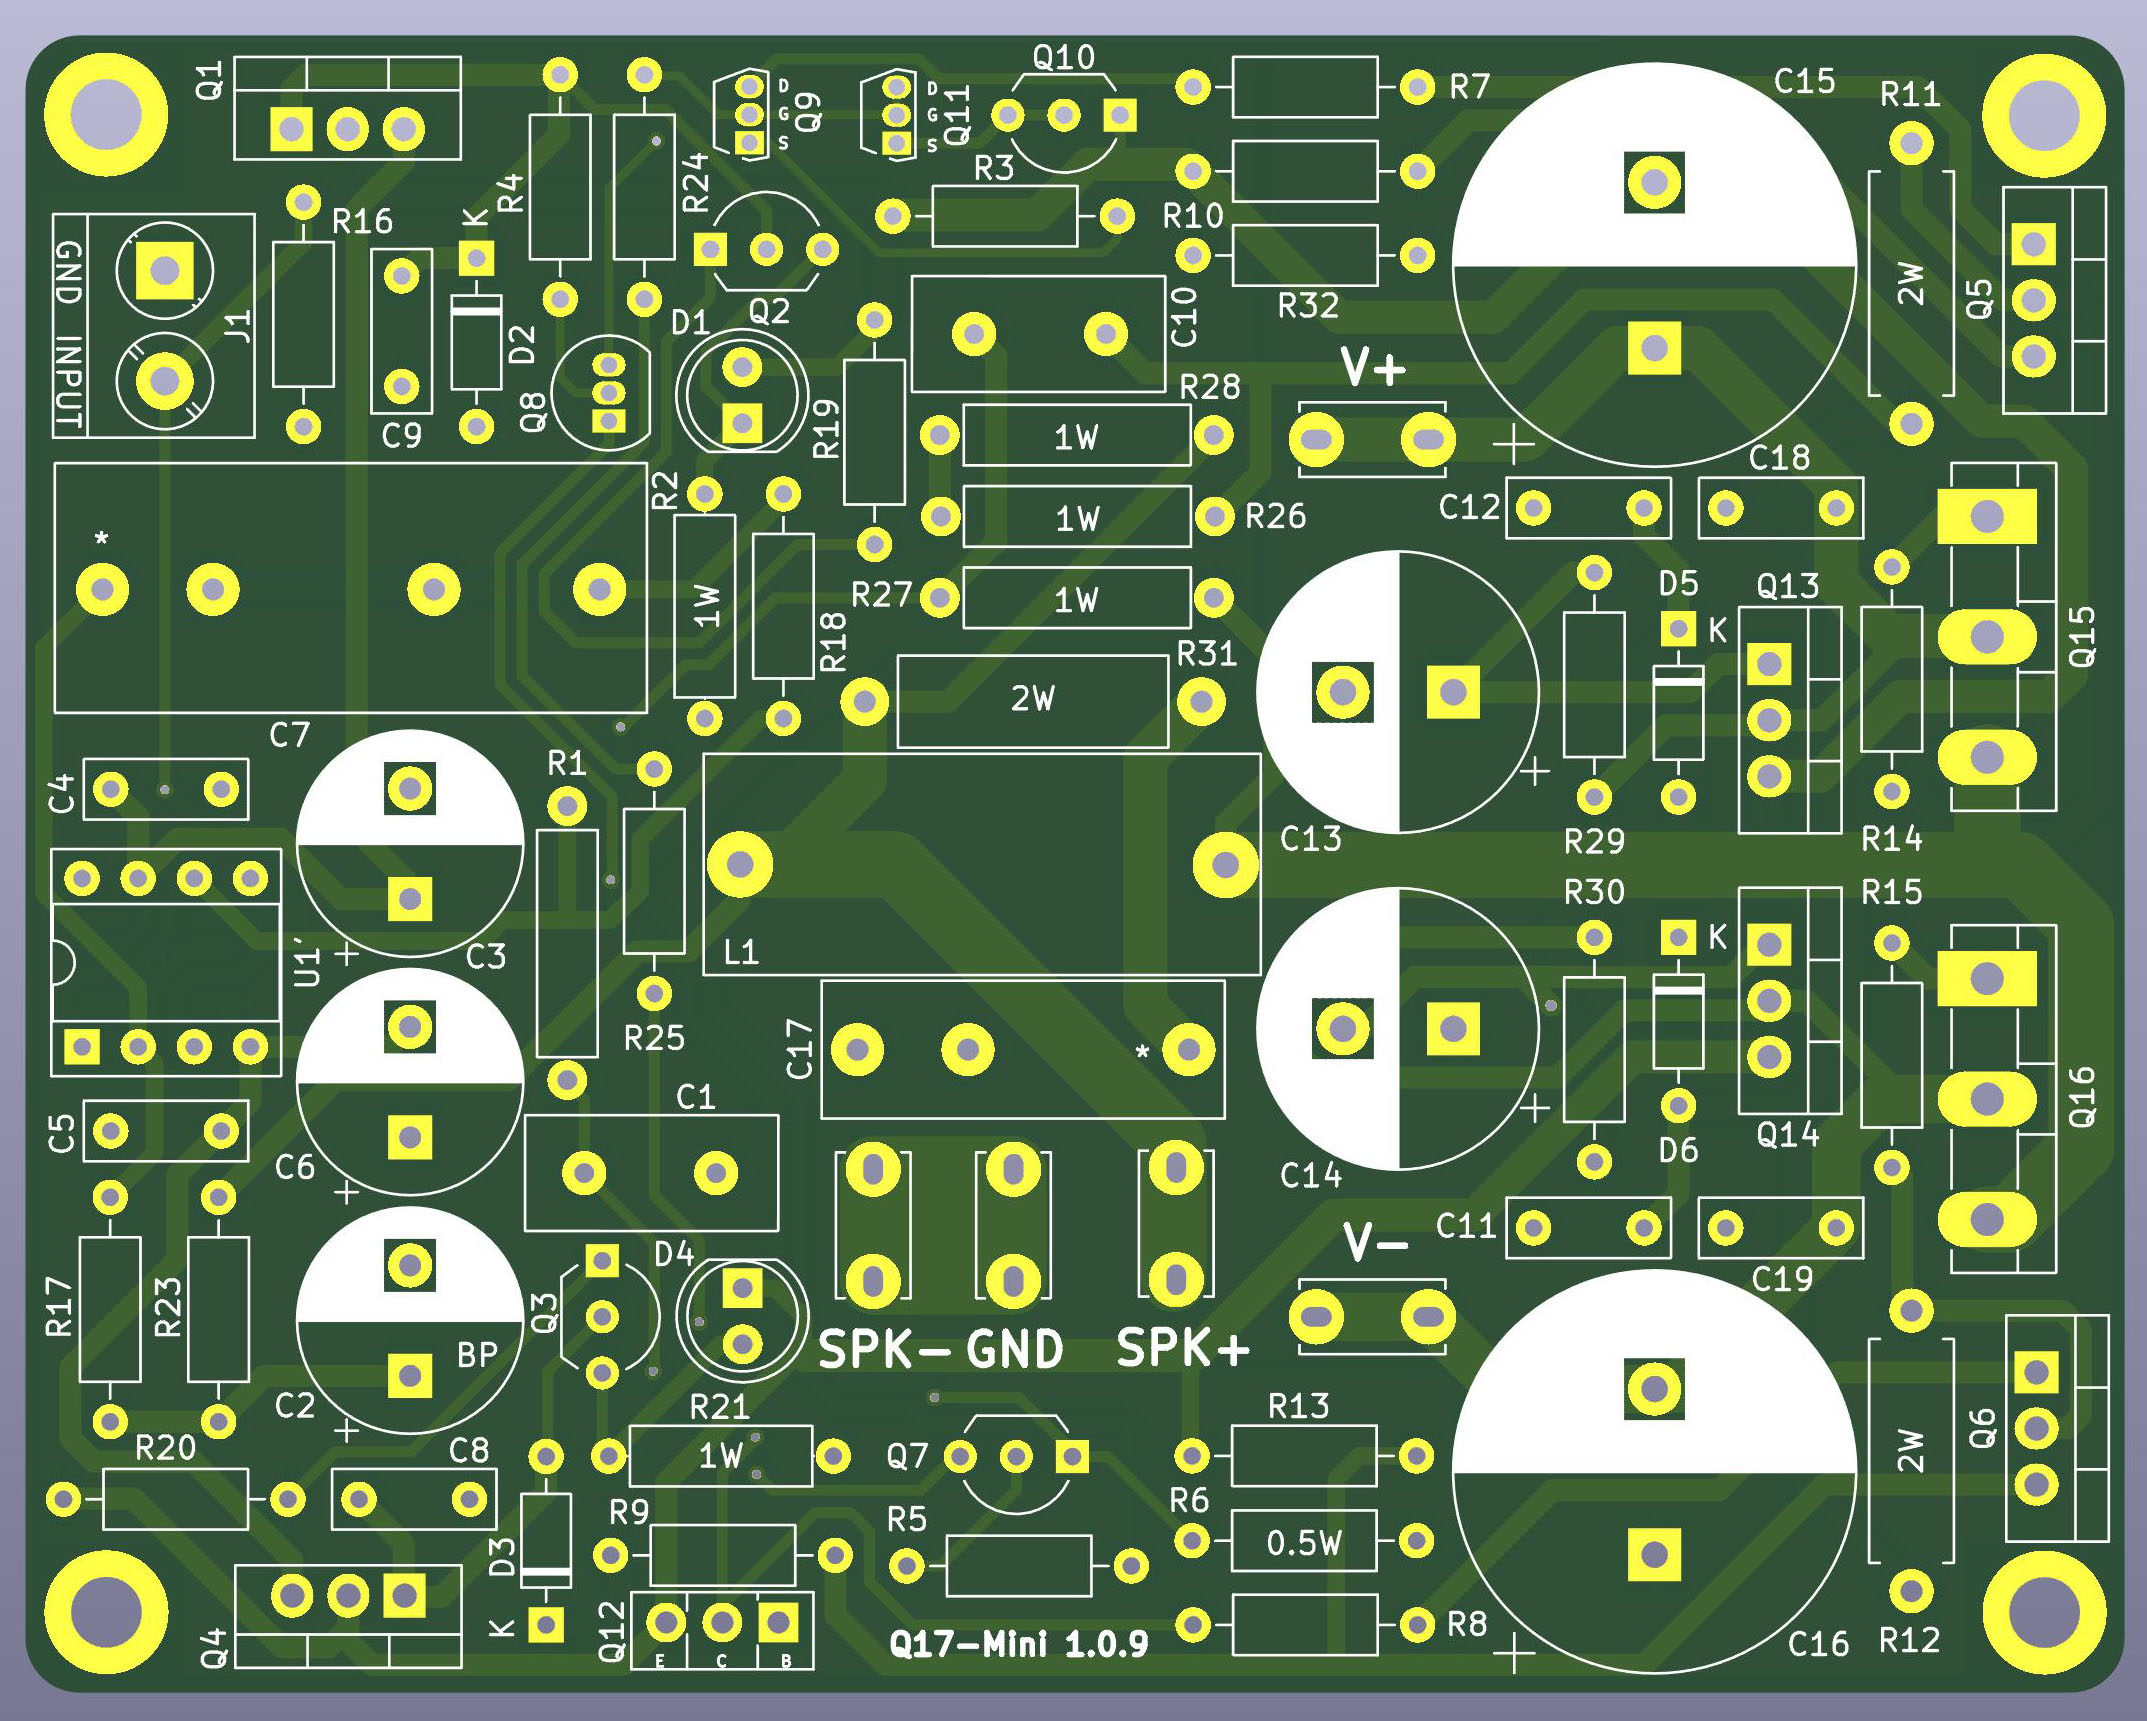 Q1
R4
R24
D
G
S
Q9
D
G
S
Q11
Q10
R7
C15
R11
R3
R10
R32
R16
K
GND INPUT
J1
C9
D2
Q8
D1
Q2
C10
R19
R28
1W
V+
2W
Q5
C18
C12
R2
R26
1W
*
1W
R18
R27
1W
D5
K
Q13
Q15
R31
2W
C7
C4
R1
C13
R29
R14
R30
R15
K
U1'
C3
L1
R25
C17
*
C5
C6
C1
C14
D6
Q14
Q16
C11
C19
V-
R17
R23
Q3
D4
BP
C2
SPK-
GND
SPK+
R21
1W
R13
R20
C8
Q7
R6
2W
Q6
D3
K
R9
R5
0.5W
Q4
Q12
E
C
B
Q17-Mini 1.0.9
R8
C16
R12